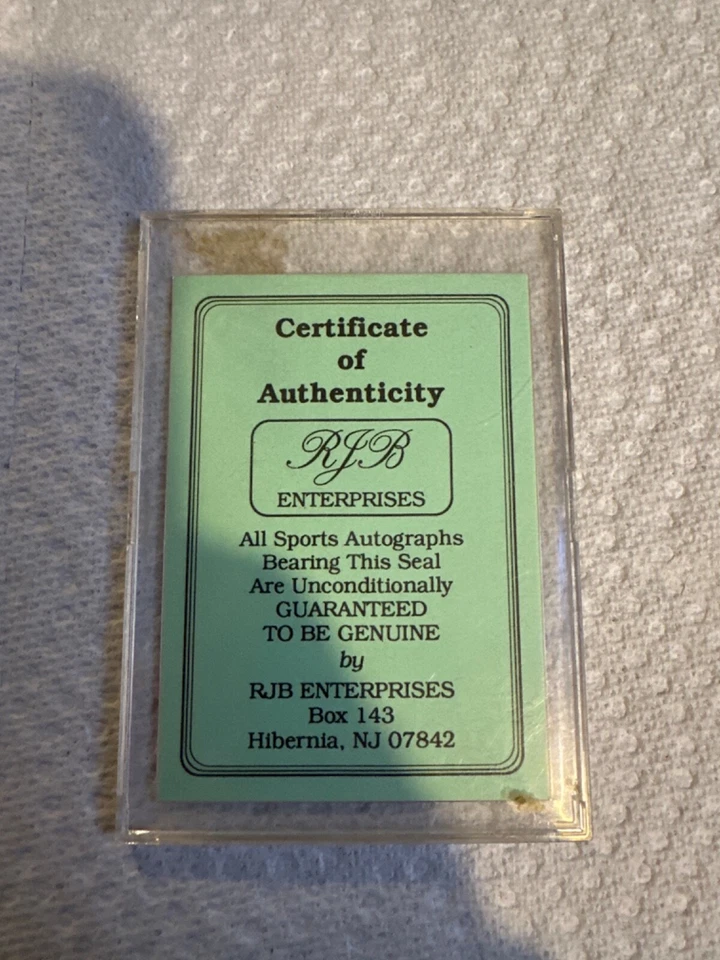 Certificate
of
Authenticity
RJB
ENTERPRISES
All Sports Autographs
Bearing This Seal
Are Unconditionally
GUARANTEED
TO BE GENUINE
by
RJB ENTERPRISES
Box 143
Hibernia, NJ 07842